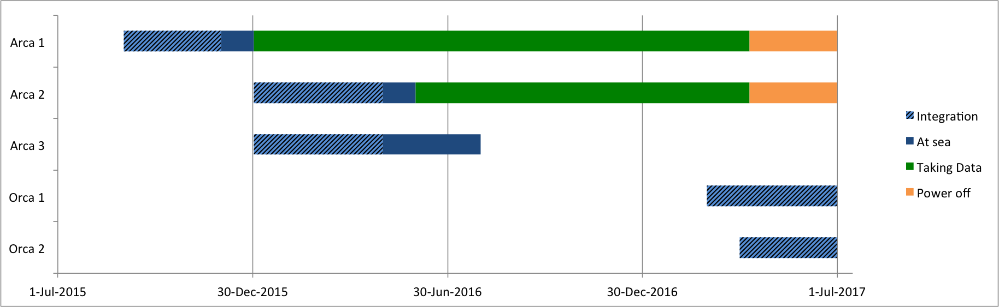 Arca 1
Arca 2
Arca 3
Orca 1
Orca 2
1-Jul-2015
30-Dec-2015
30-Jun-2016
30-Dec-2016
1-Jul-2017
Integration
At sea
Taking Data
Power off